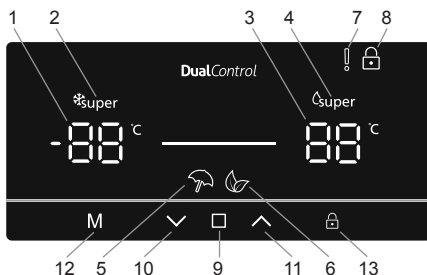 1 2 3 4 7 8
DualControl
super super
-88 °C 88 °C
M
12 5 10 9 11 6 13